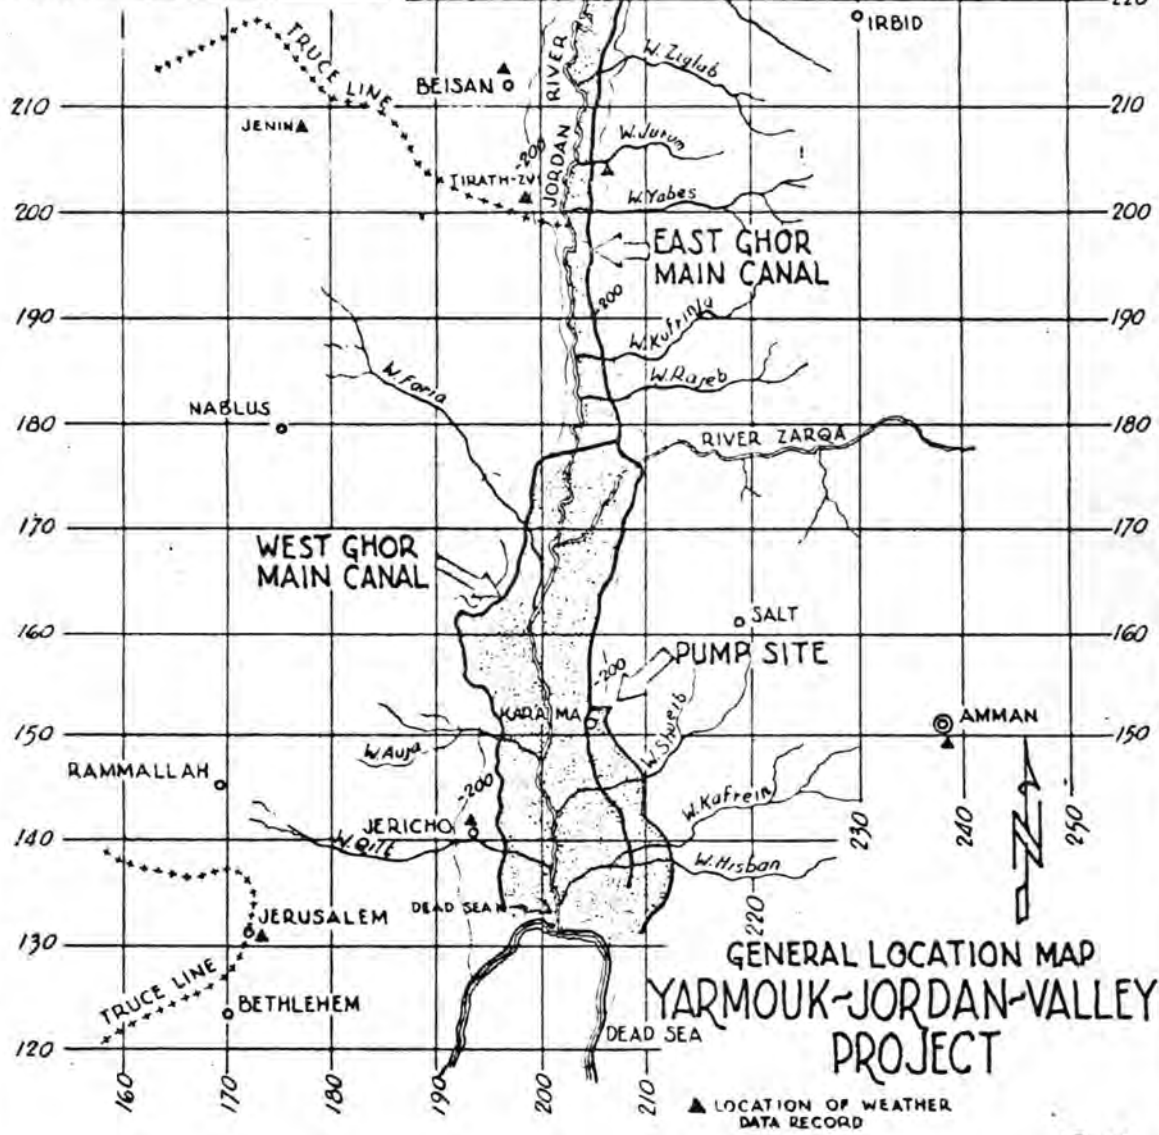 220
220
IRBID
TRUCE LINE
JORDAN RIVER
W. Ziglab
BEISAN
210
210
JENIN
-200
W. Jurum
TIRATH-ZVI
W. Yabes
200
200
EAST GHOR
MAIN CANAL
-200
190
190
W. Kufrinja
W. Rajeb
W. Faria
NABLUS
180
180
RIVER ZARQA
170
170
WEST GHOR
MAIN CANAL
SALT
160
160
-200
PUMP SITE
KARAMA
AMMAN
150
150
W. Auja
W. Shueib
RAMMALLAH
-200
W. Kafrein
JERICHO
230
240
250
140
W. Qilt
W. Hisban
DEAD SEA N
220
JERUSALEM
130
GENERAL LOCATION MAP
YARMOUK-JORDAN-VALLEY
PROJECT
TRUCE LINE
BETHLEHEM
DEAD SEA
120
160
170
180
190
200
210
LOCATION OF WEATHER
DATA RECORD